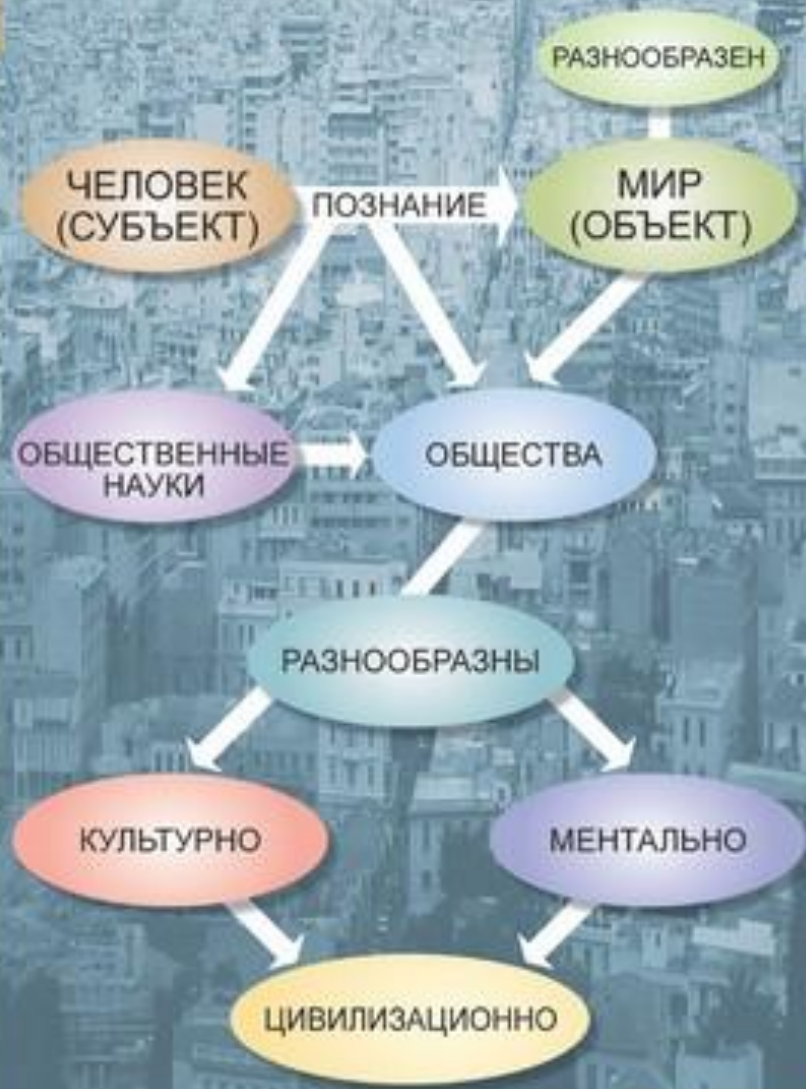 РАЗНООБРАЗЕН
ЧЕЛОВЕК
(СУБЪЕКТ)
ПОЗНАНИЕ
МИР
(ОБЪЕКТ)
ОБЩЕСТВЕННЫЕ
НАУКИ
ОБЩЕСТВА
РАЗНООБРАЗНЫ
КУЛЬТУРНО
МЕНТАЛЬНО
ЦИВИЛИЗАЦИОННО